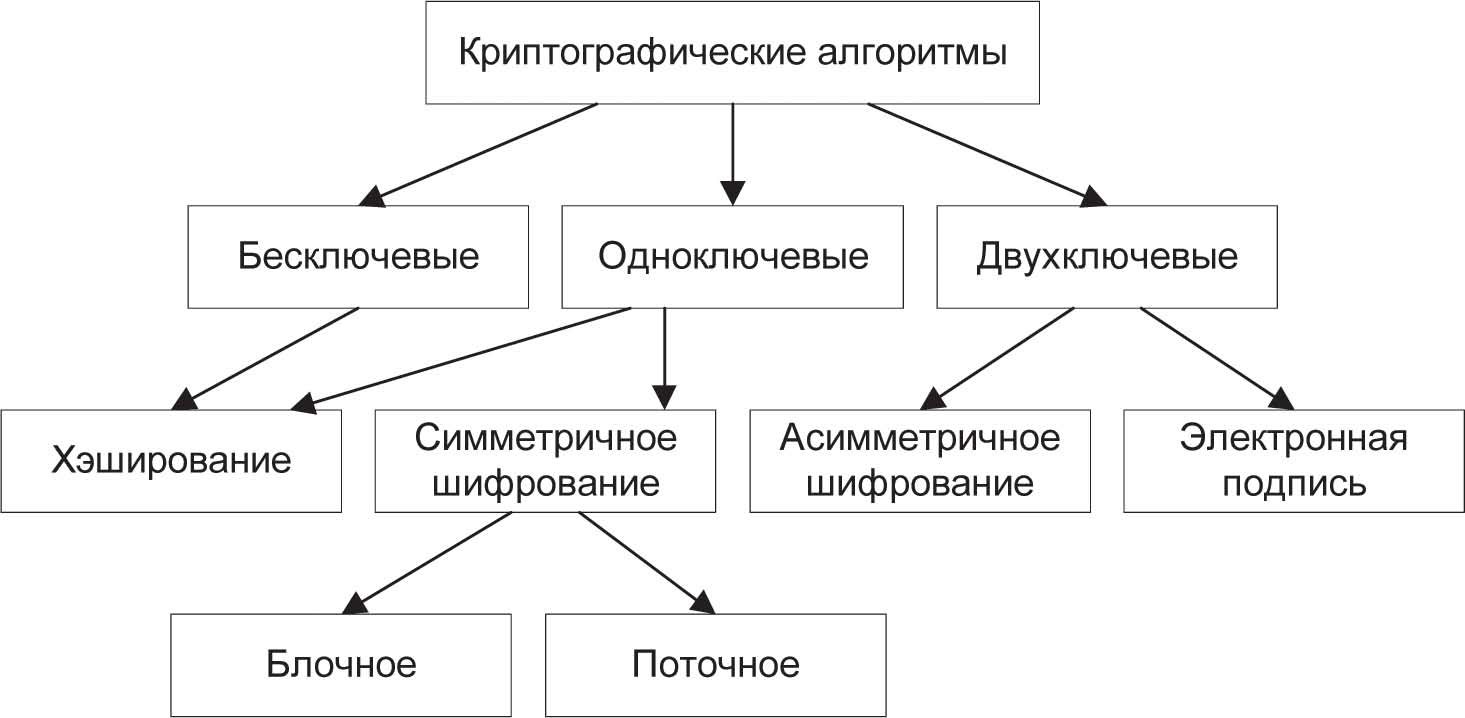 Криптографические алгоритмы
Бесключевые
Одноключевые
Двухключевые
Хэширование
Симметричное
шифрование
Асимметричное
шифрование
Электронная
подпись
Блочное
Поточное